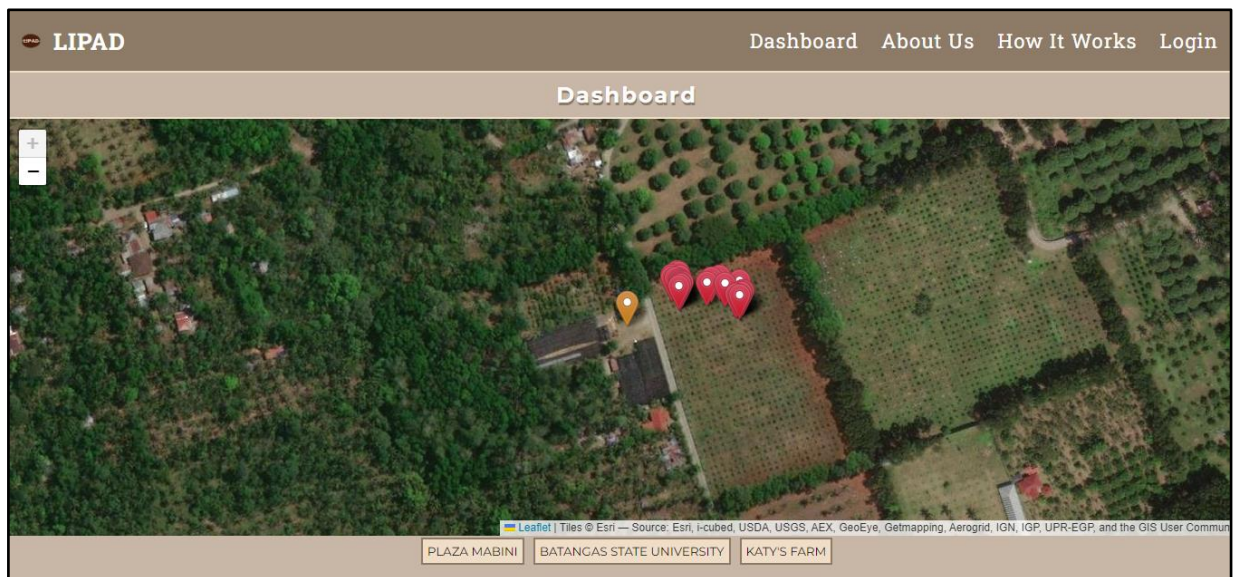 LIPAD LIPAD Dashboard About Us How It Works Login
Dashboard
+
−
Leaflet | Tiles © Esri — Source: Esri, i-cubed, USDA, USGS, AEX, GeoEye, Getmapping, Aerogrid, IGN, IGP, UPR-EGP, and the GIS User Commun
PLAZA MABINI BATANGAS STATE UNIVERSITY KATY'S FARM